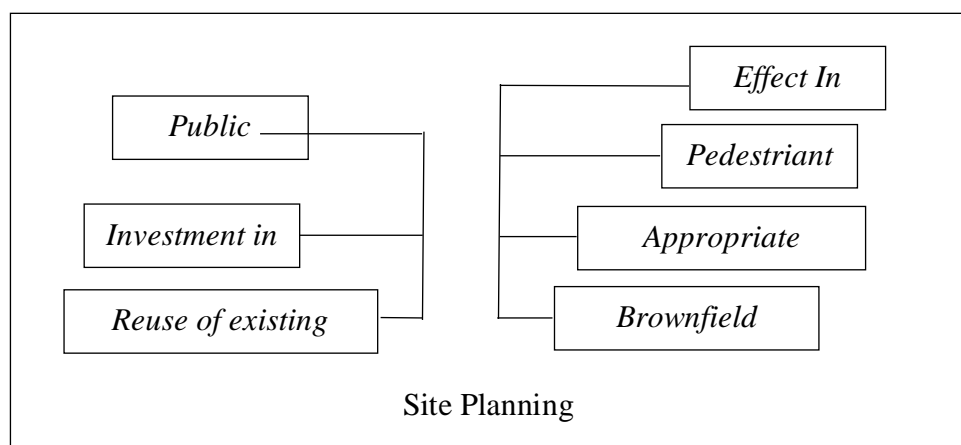 Public
Investment in
Reuse of existing
Effect In
Pedestriant
Appropriate
Brownfield
Site Planning